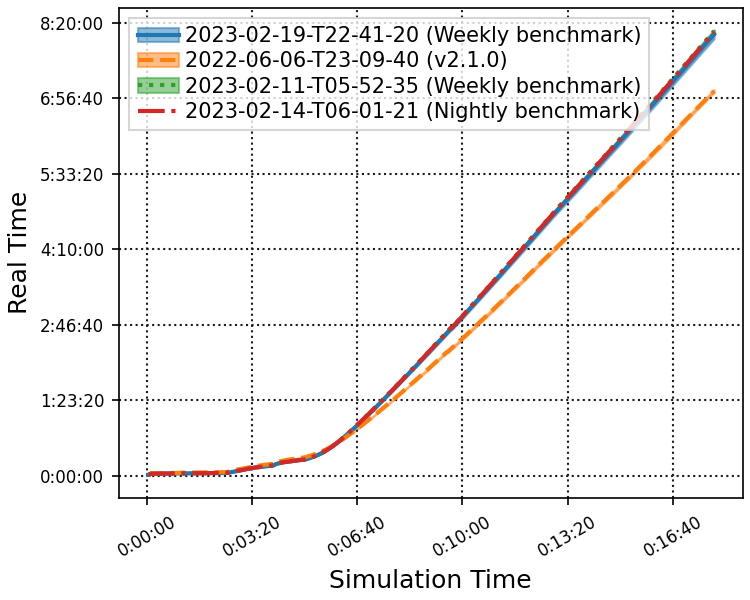 8:20:00
6:56:40
5:33:20
4:10:00
2:46:40
1:23:20
0:00:00
Real Time
2023-02-19-T22-41-20 (Weekly benchmark)
2022-06-06-T23-09-40 (v2.1.0)
2023-02-11-T05-52-35 (Weekly benchmark)
2023-02-14-T06-01-21 (Nightly benchmark)
0:00:00
0:03:20
0:06:40
0:10:00
0:13:20
0:16:40
Simulation Time